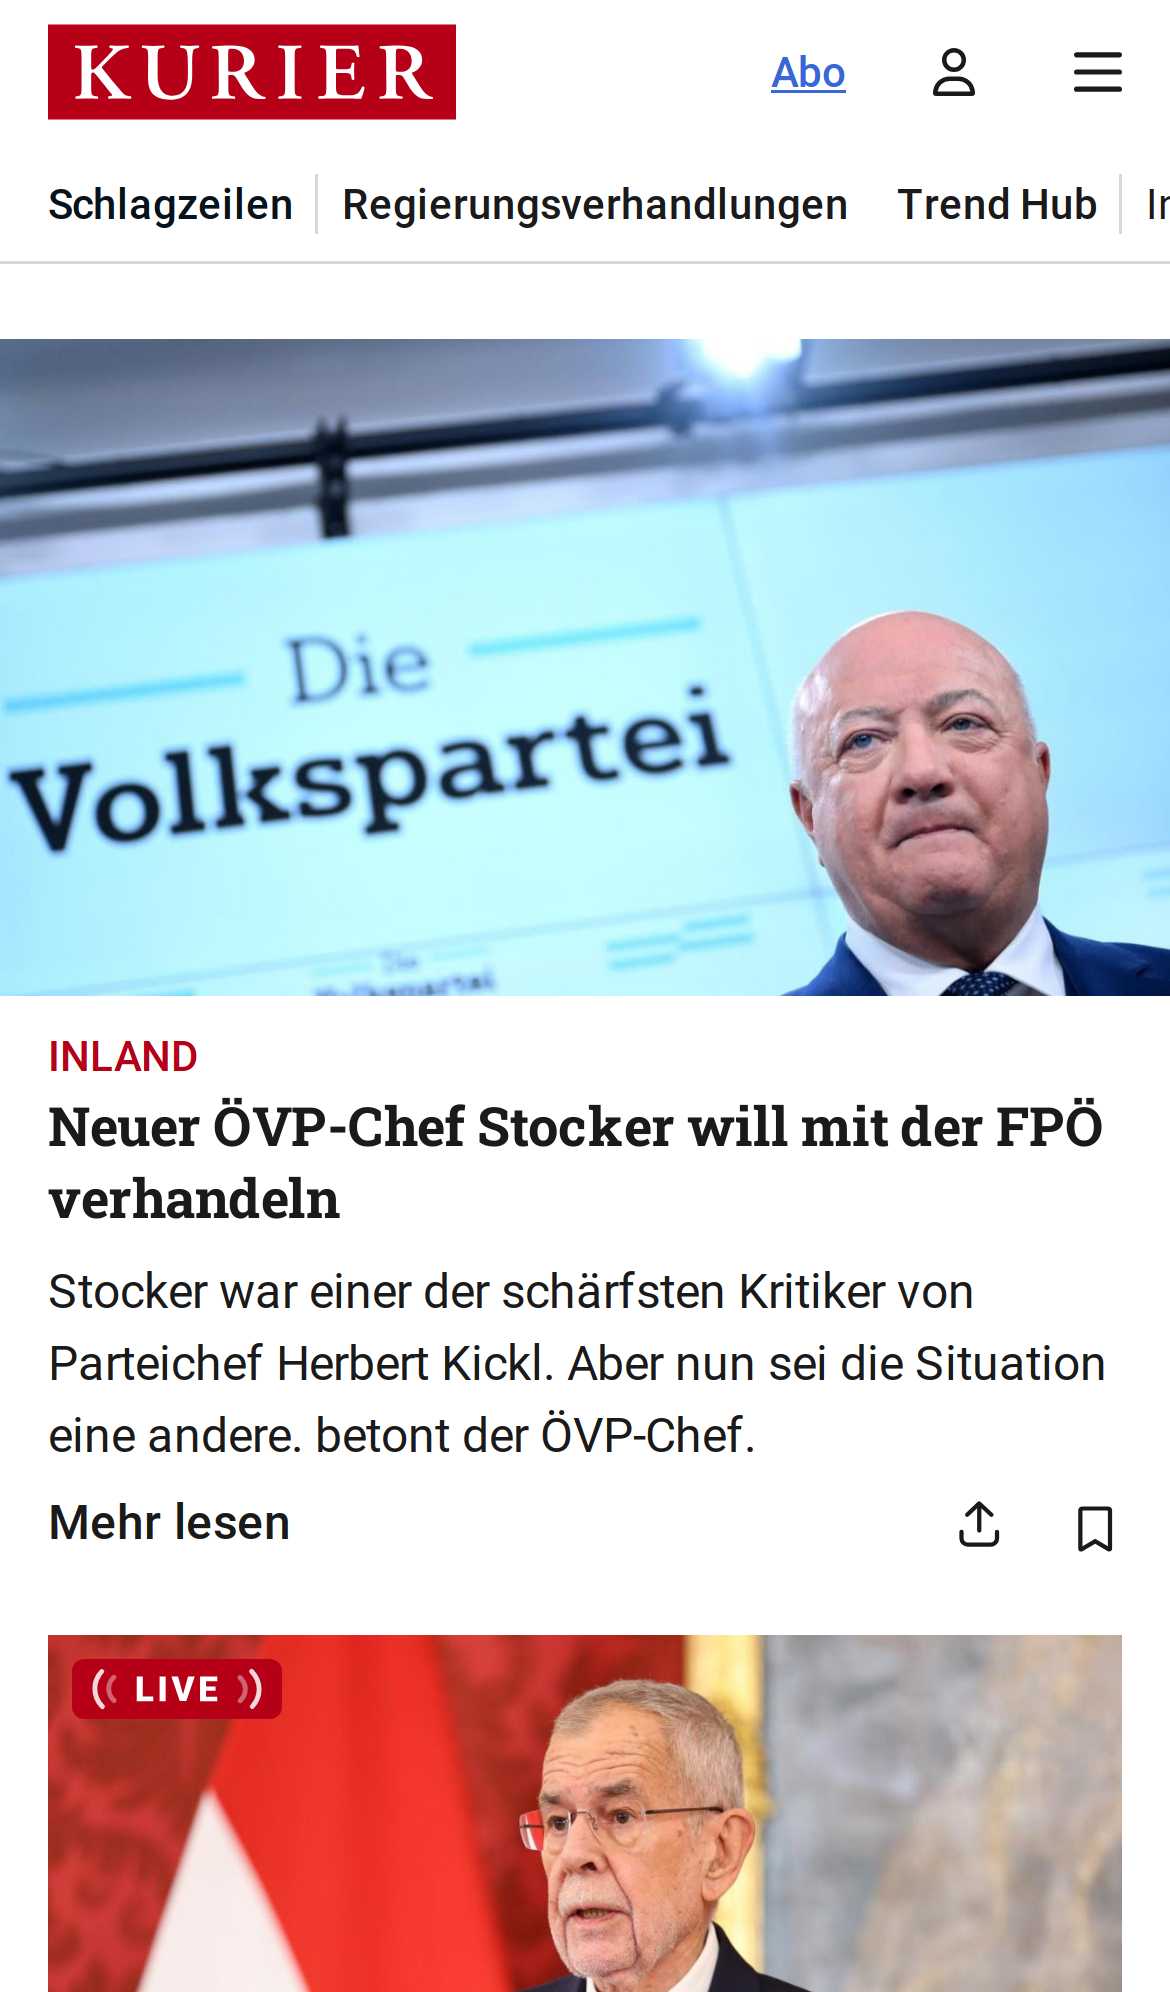 KURIER
Abo
Schlagzeilen
Regierungsverhandlungen
Trend Hub
Die
Volkspartei
Die
Volkspartei
INLAND
Neuer ÖVP-Chef Stocker will mit der FPÖ
verhandeln
Stocker war einer der schärfsten Kritiker von
Parteichef Herbert Kickl. Aber nun sei die Situation
eine andere. betont der ÖVP-Chef.
Mehr lesen
LIVE